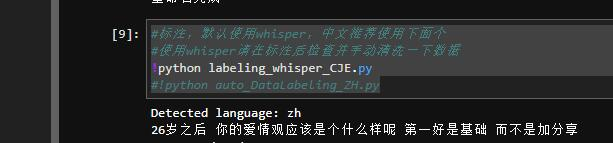 [9]:
#标注，默认使用whisper，中文推荐使用下面个
#使用whisper请在标注后检查并手动清洗一下数据
!python labeling_whisper_CJE.py
#!python auto_DataLabeling_ZH.py
Detected language: zh
26岁之后 你的爱情观应该是个什么样呢 第一好是基础 而不是加分享